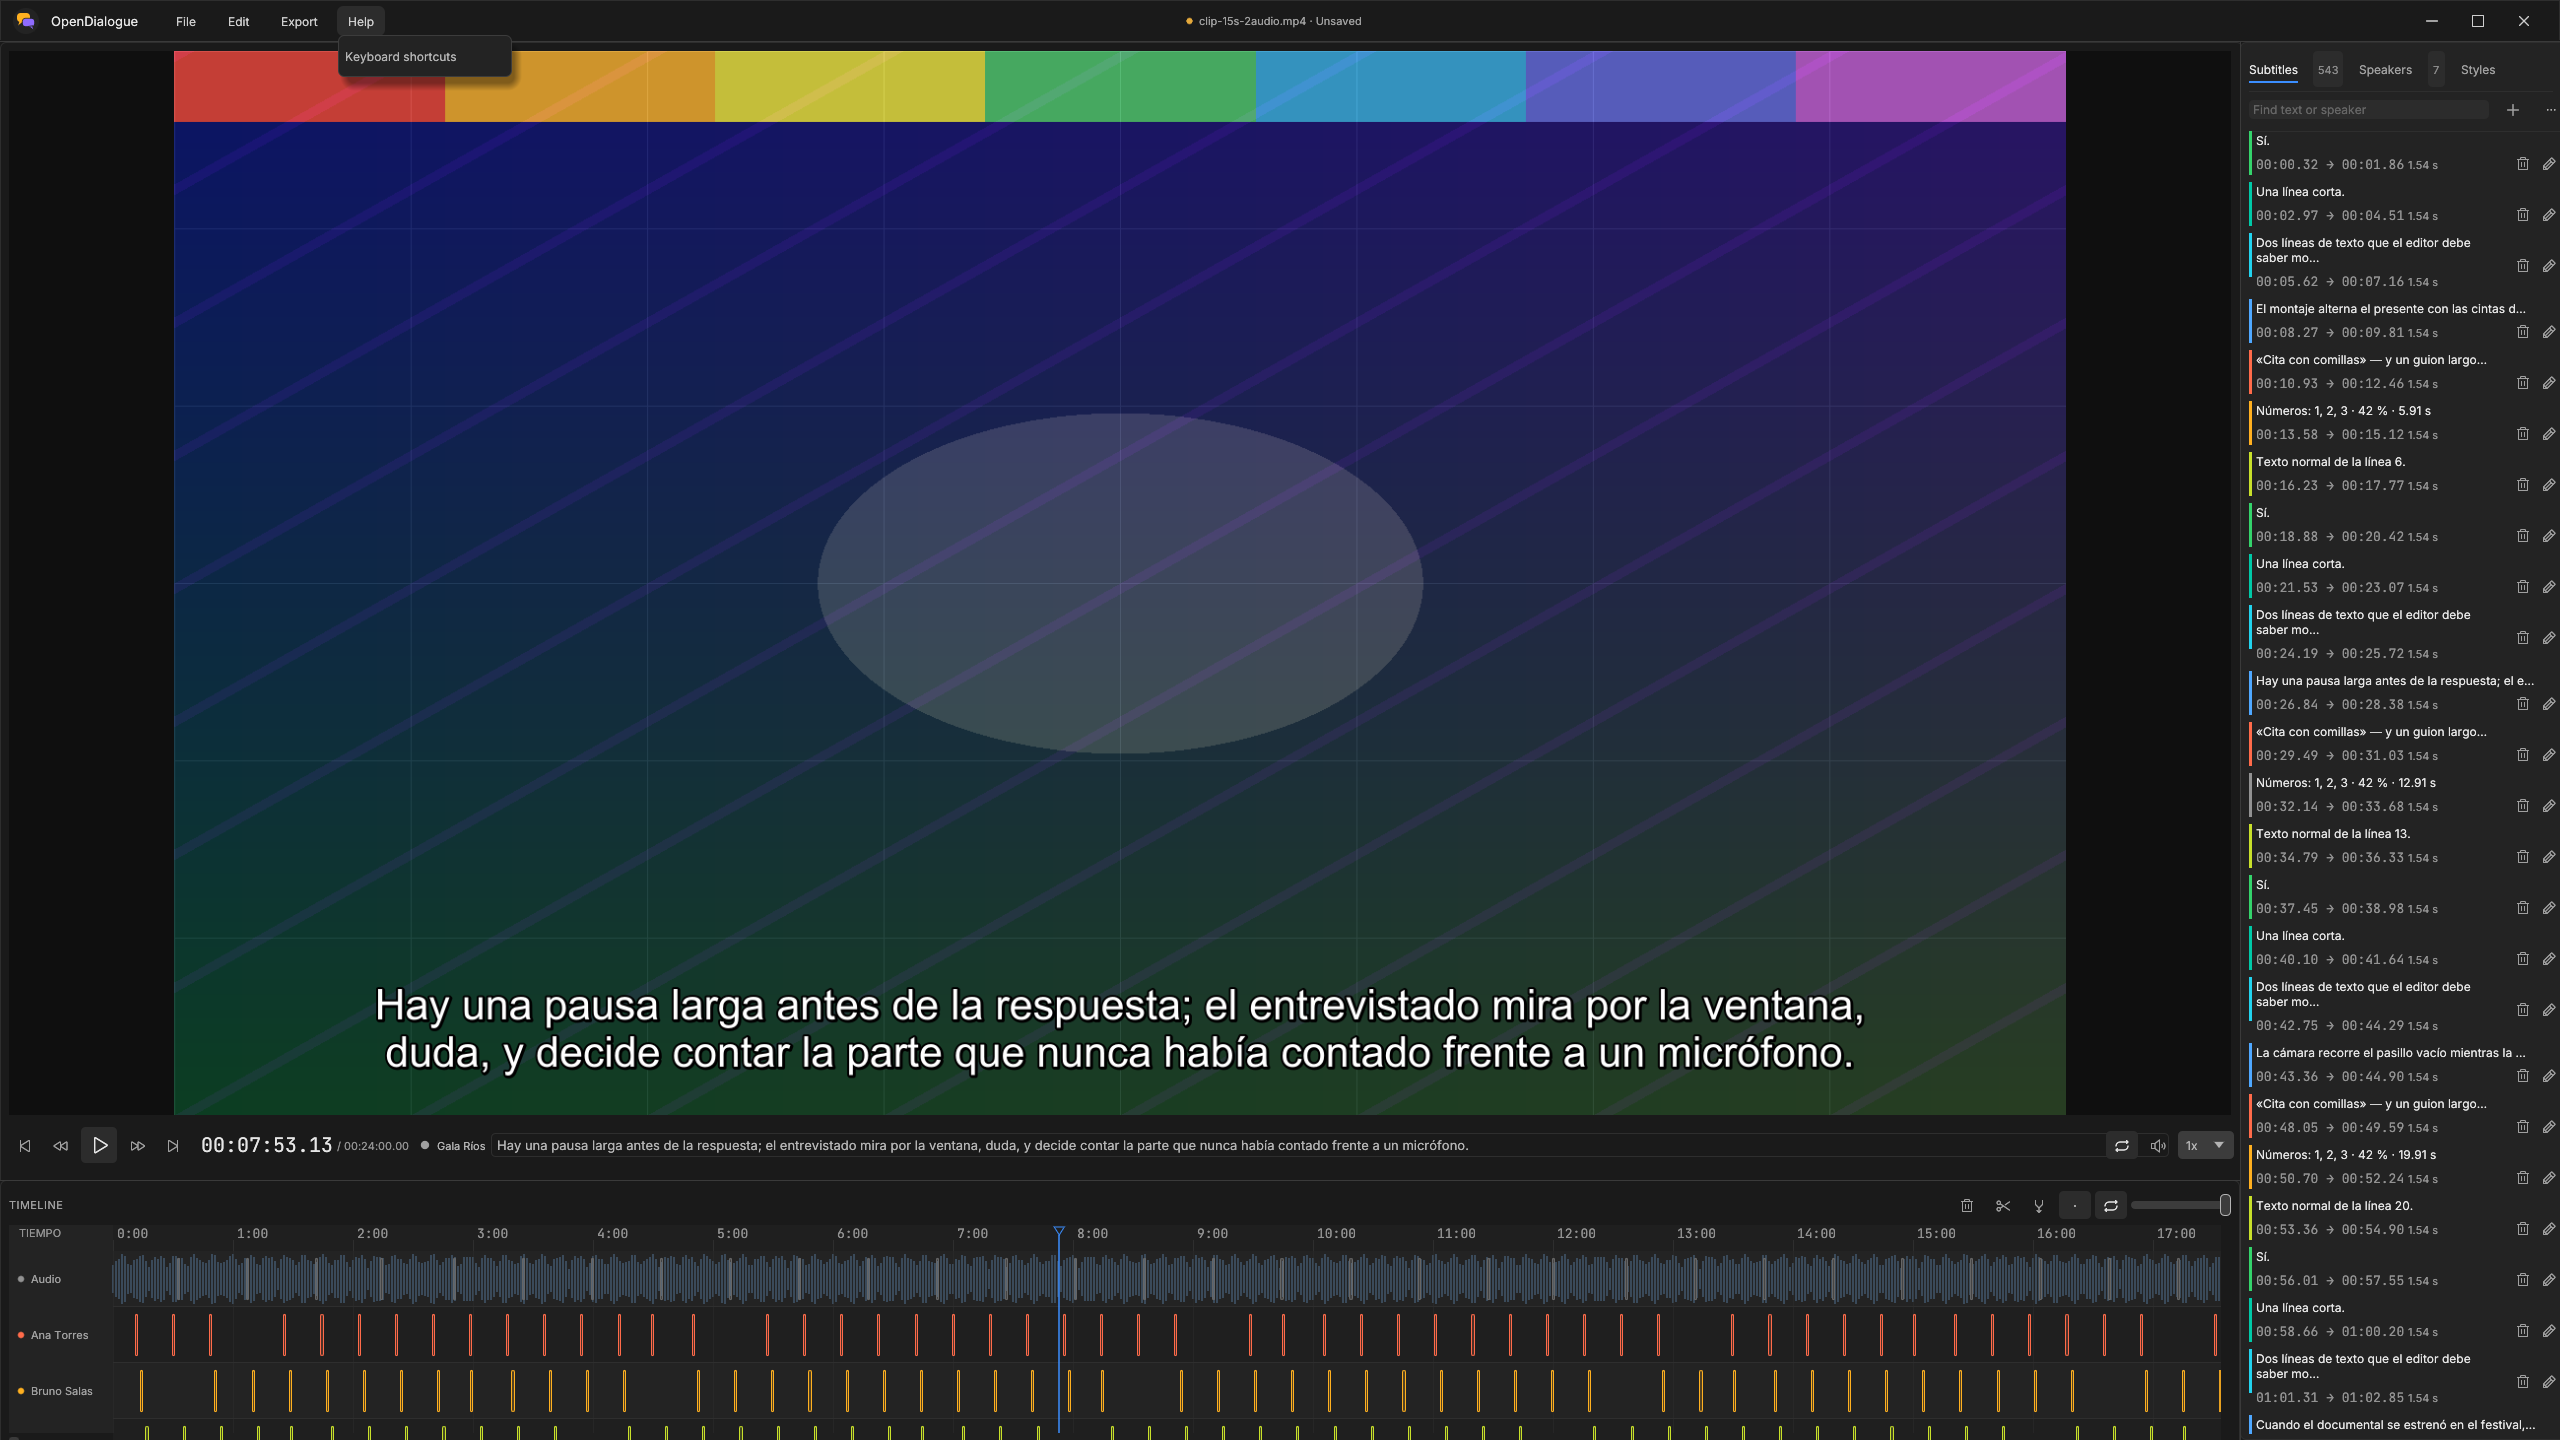 OpenDialogue
File
Edit
Export
Help
clip-15s-2audio.mp4 · Unsaved
Keyboard shortcuts
Hay una pausa larga antes de la respuesta; el entrevistado mira por la ventana,
duda, y decide contar la parte que nunca había contado frente a un micrófono.
00:07:53.13 / 00:24:00.00
Gala Ríos
Hay una pausa larga antes de la respuesta; el entrevistado mira por la ventana, duda, y decide contar la parte que nunca había contado frente a un micrófono.
1x
TIMELINE
TIEMPO
0:00 1:00 2:00 3:00 4:00 5:00 6:00 7:00 8:00 9:00 10:00 11:00 12:00 13:00 14:00 15:00 16:00 17:00
Audio
Ana Torres
Bruno Salas
Subtitles 543 Speakers 7 Styles
Find text or speaker
Sí.
00:00.32 → 00:01.86 1.54 s
Una línea corta.
00:02.97 → 00:04.51 1.54 s
Dos líneas de texto que el editor debe
saber mo...
00:05.62 → 00:07.16 1.54 s
El montaje alterna el presente con las cintas d...
00:08.27 → 00:09.81 1.54 s
«Cita con comillas» — y un guion largo...
00:10.93 → 00:12.46 1.54 s
Números: 1, 2, 3 · 42 % · 5.91 s
00:13.58 → 00:15.12 1.54 s
Texto normal de la línea 6.
00:16.23 → 00:17.77 1.54 s
Sí.
00:18.88 → 00:20.42 1.54 s
Una línea corta.
00:21.53 → 00:23.07 1.54 s
Dos líneas de texto que el editor debe
saber mo...
00:24.19 → 00:25.72 1.54 s
Hay una pausa larga antes de la respuesta; el e...
00:26.84 → 00:28.38 1.54 s
«Cita con comillas» — y un guion largo...
00:29.49 → 00:31.03 1.54 s
Números: 1, 2, 3 · 42 % · 12.91 s
00:32.14 → 00:33.68 1.54 s
Texto normal de la línea 13.
00:34.79 → 00:36.33 1.54 s
Sí.
00:37.45 → 00:38.98 1.54 s
Una línea corta.
00:40.10 → 00:41.64 1.54 s
Dos líneas de texto que el editor debe
saber mo...
00:42.75 → 00:44.29 1.54 s
La cámara recorre el pasillo vacío mientras la ...
00:43.36 → 00:44.90 1.54 s
«Cita con comillas» — y un guion largo...
00:48.05 → 00:49.59 1.54 s
Números: 1, 2, 3 · 42 % · 19.91 s
00:50.70 → 00:52.24 1.54 s
Texto normal de la línea 20.
00:53.36 → 00:54.90 1.54 s
Sí.
00:56.01 → 00:57.55 1.54 s
Una línea corta.
00:58.66 → 01:00.20 1.54 s
Dos líneas de texto que el editor debe
saber mo...
01:01.31 → 01:02.85 1.54 s
Cuando el documental se estrenó en el festival,...